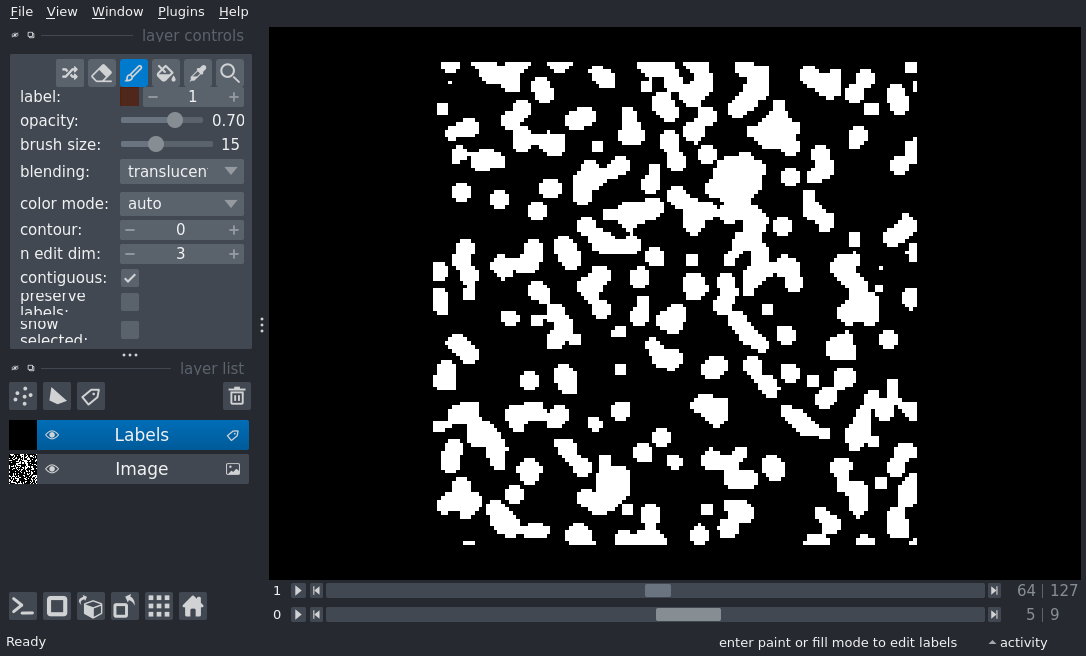 File View Window Plugins Help
layer controls
label: 1
opacity: 0.70
brush size: 15
blending: translucen
color mode: auto
contour: 0
n edit dim: 3
contiguous:
preserve
labels:
show
selected:
layer list
Labels
Image
1 64 127
0 5 9
Ready enter paint or fill mode to edit labels activity